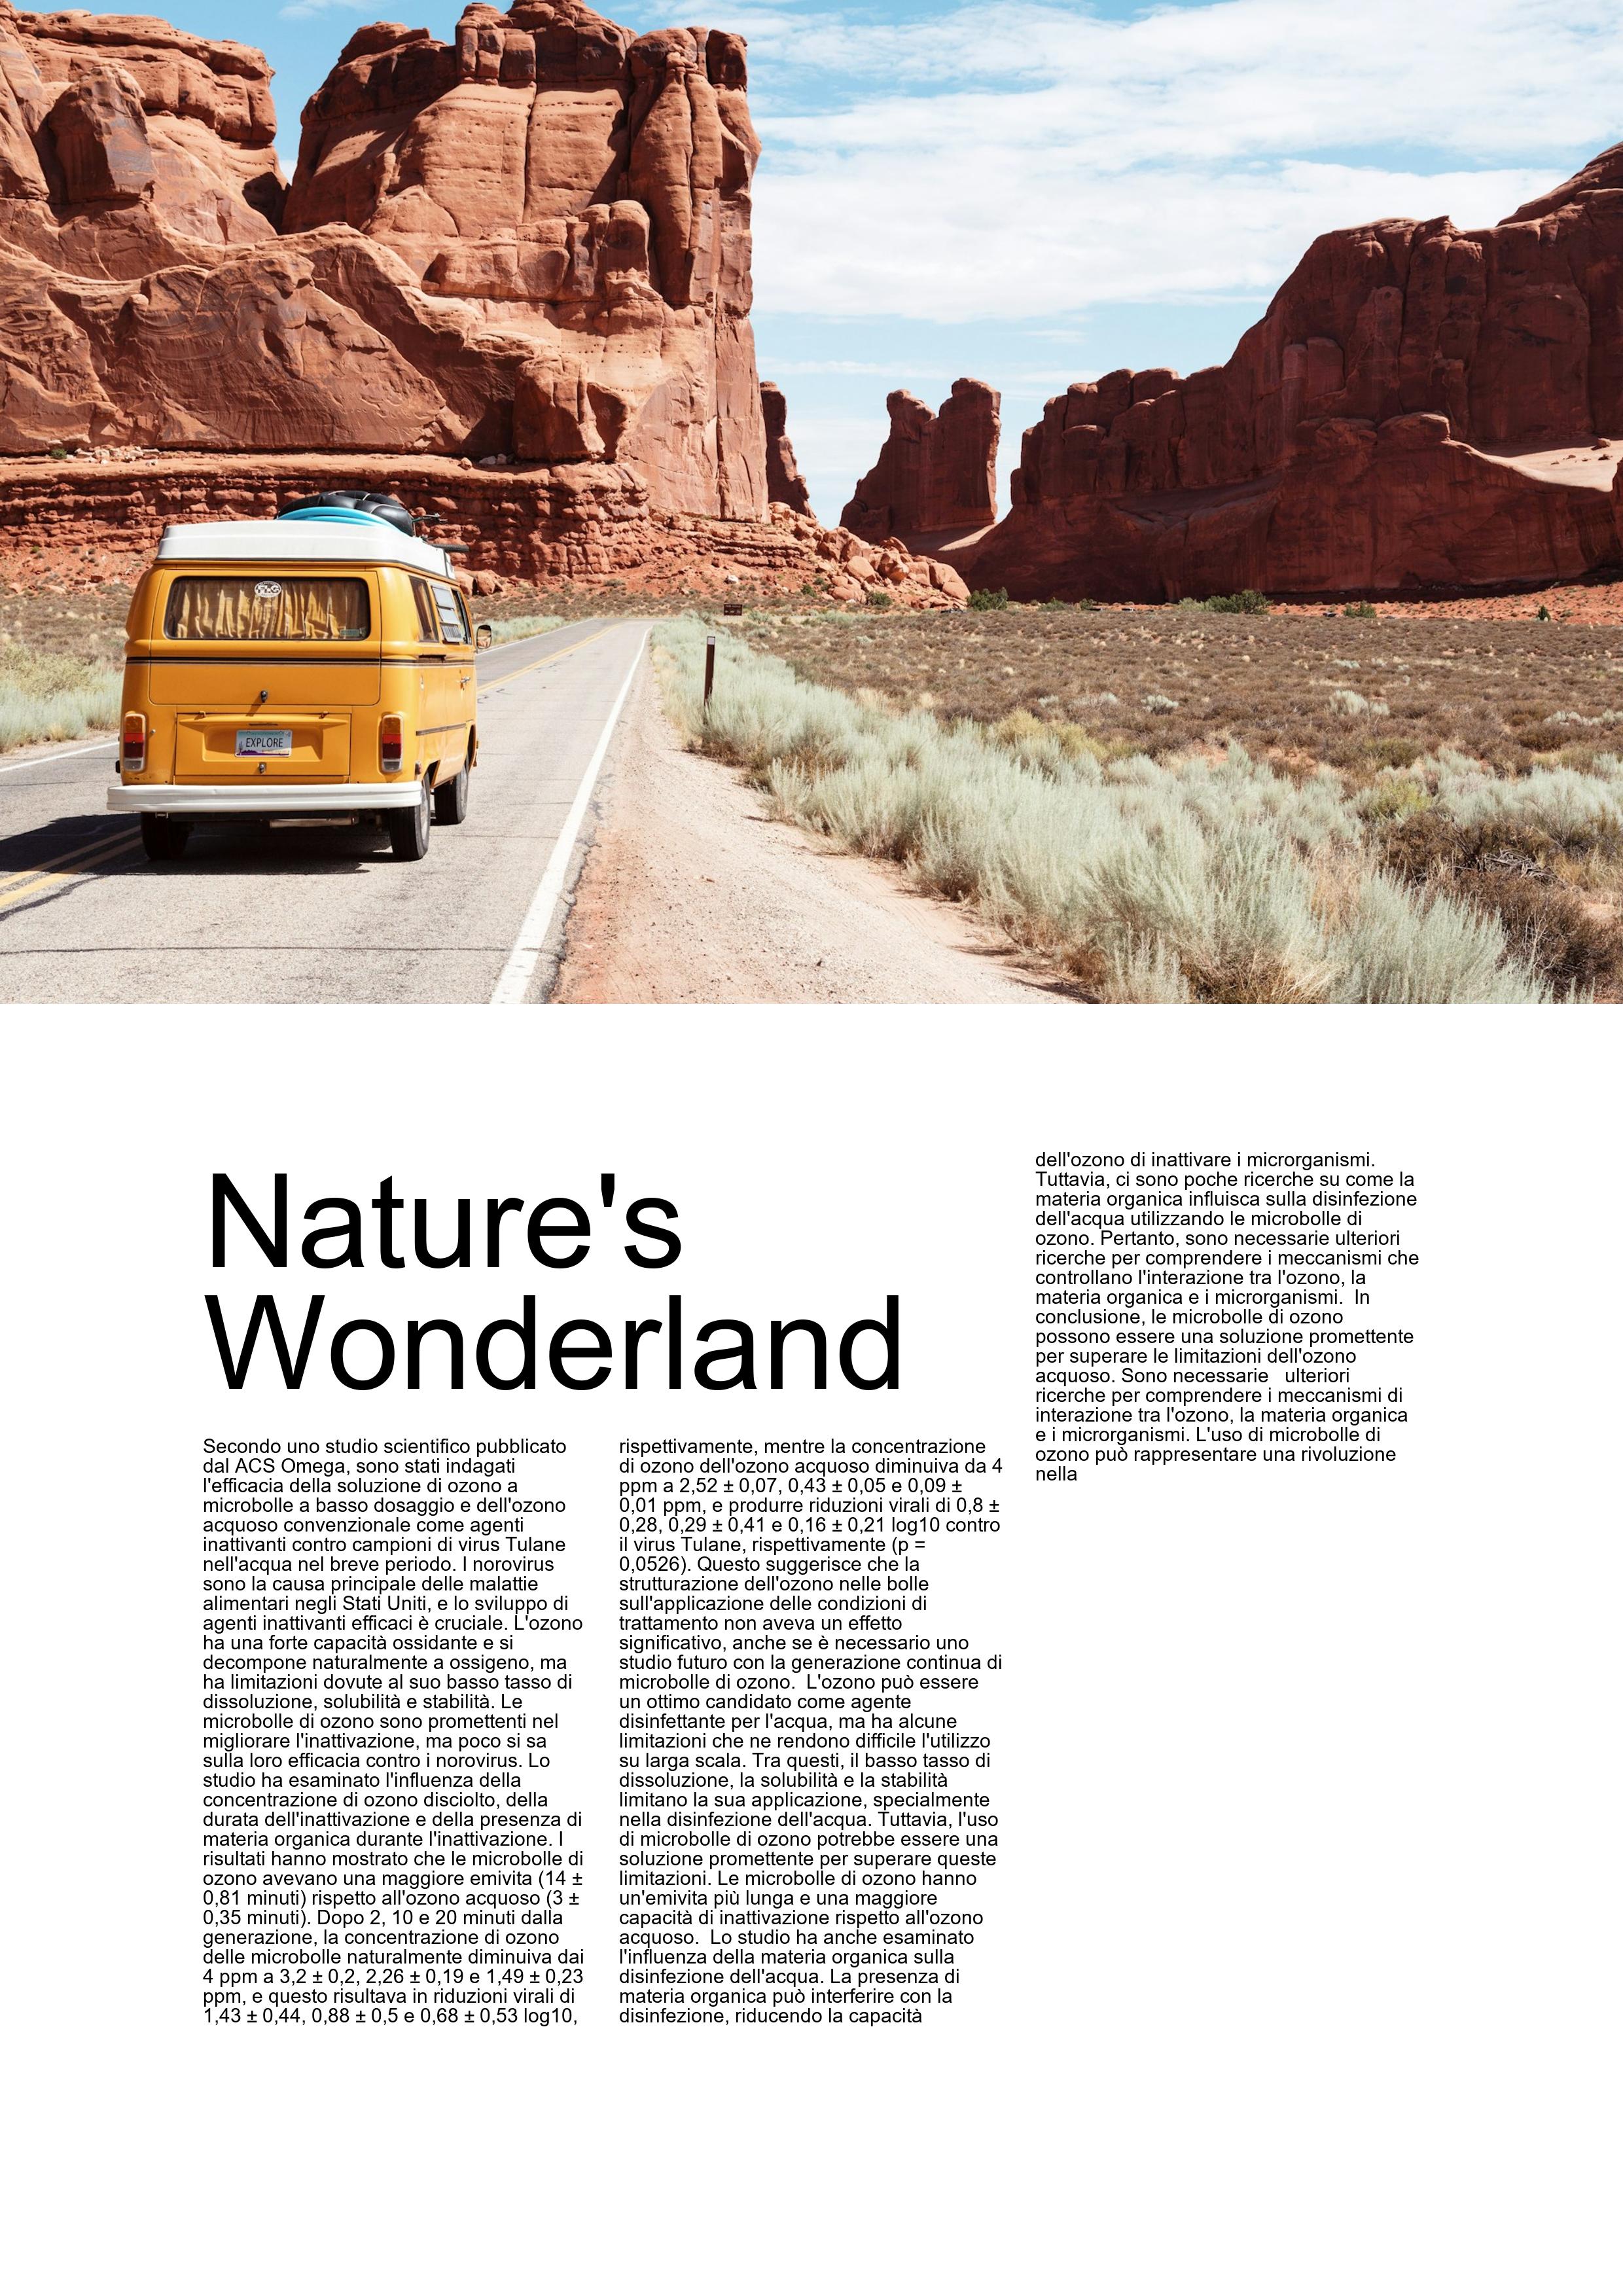 EXPLORE
Nature's
Wonderland
Secondo uno studio scientifico pubblicato
dal ACS Omega, sono stati indagati
l'efficacia della soluzione di ozono a
microbolle a basso dosaggio e dell'ozono
acquoso convenzionale come agenti
inattivanti contro campioni di virus Tulane
nell'acqua nel breve periodo. I norovirus
sono la causa principale delle malattie
alimentari negli Stati Uniti, e lo sviluppo di
agenti inattivanti efficaci è cruciale. L'ozono
ha una forte capacità ossidante e si
decompone naturalmente a ossigeno, ma
ha limitazioni dovute al suo basso tasso di
dissoluzione, solubilità e stabilità. Le
microbolle di ozono sono promettenti nel
migliorare l'inattivazione, ma poco si sa
sulla loro efficacia contro i norovirus. Lo
studio ha esaminato l'influenza della
concentrazione di ozono disciolto, della
durata dell'inattivazione e della presenza di
materia organica durante l'inattivazione. I
risultati hanno mostrato che le microbolle di
ozono avevano una maggiore emivita (14 ±
0,81 minuti) rispetto all'ozono acquoso (3 ±
0,35 minuti). Dopo 2, 10 e 20 minuti dalla
generazione, la concentrazione di ozono
delle microbolle naturalmente diminuiva dai
4 ppm a 3,2 ± 0,2, 2,26 ± 0,19 e 1,49 ± 0,23
ppm, e questo risultava in riduzioni virali di
1,43 ± 0,44, 0,88 ± 0,5 e 0,68 ± 0,53 log10,
rispettivamente, mentre la concentrazione
di ozono dell'ozono acquoso diminuiva da 4
ppm a 2,52 ± 0,07, 0,43 ± 0,05 e 0,09 ±
0,01 ppm, e produrre riduzioni virali di 0,8 ±
0,28, 0,29 ± 0,41 e 0,16 ± 0,21 log10 contro
il virus Tulane, rispettivamente (p =
0,0526). Questo suggerisce che la
strutturazione dell'ozono nelle bolle
sull'applicazione delle condizioni di
trattamento non aveva un effetto
significativo, anche se è necessario uno
studio futuro con la generazione continua di
microbolle di ozono.  L'ozono può essere
un ottimo candidato come agente
disinfettante per l'acqua, ma ha alcune
limitazioni che ne rendono difficile l'utilizzo
su larga scala. Tra questi, il basso tasso di
dissoluzione, la solubilità e la stabilità
limitano la sua applicazione, specialmente
nella disinfezione dell'acqua. Tuttavia, l'uso
di microbolle di ozono potrebbe essere una
soluzione promettente per superare queste
limitazioni. Le microbolle di ozono hanno
un'emivita più lunga e una maggiore
capacità di inattivazione rispetto all'ozono
acquoso.  Lo studio ha anche esaminato
l'influenza della materia organica sulla
disinfezione dell'acqua. La presenza di
materia organica può interferire con la
disinfezione, riducendo la capacità
dell'ozono di inattivare i microrganismi.
Tuttavia, ci sono poche ricerche su come la
materia organica influisca sulla disinfezione
dell'acqua utilizzando le microbolle di
ozono. Pertanto, sono necessarie ulteriori
ricerche per comprendere i meccanismi che
controllano l'interazione tra l'ozono, la
materia organica e i microrganismi.  In
conclusione, le microbolle di ozono
possono essere una soluzione promettente
per superare le limitazioni dell'ozono
acquoso. Sono necessarie   ulteriori
ricerche per comprendere i meccanismi di
interazione tra l'ozono, la materia organica
e i microrganismi. L'uso di microbolle di
ozono può rappresentare una rivoluzione
nella